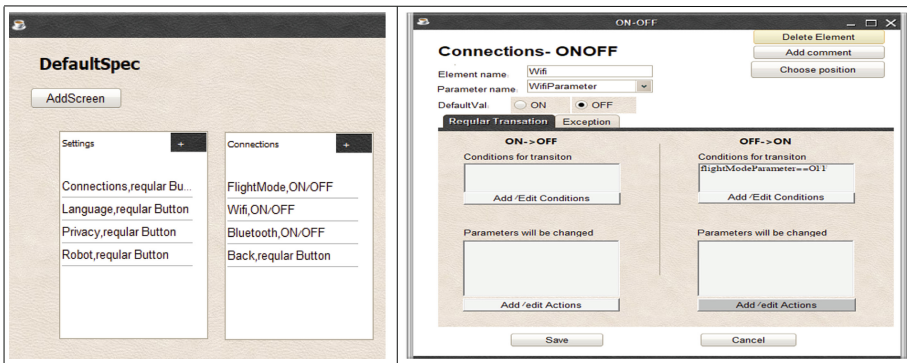 DefaultSpec
AddScreen
Settings +
Connections,reqular Bu...
Language,reqular Button
Privacy,reqular Button
Robot,reqular Button
Connections +
FlightMode,ON/OFF
Wifi,ON/OFF
Bluetooth,ON/OFF
Back,reqular Button
ON-OFF
Delete Element
Add comment
Choose position
Connections- ONOFF
Element name:
Wifi
Parameter name:
WifiParameter
DefaultVal:
ON
OFF
Regular Transation
Exception
ON->OFF
Conditions for transiton
Add/Edit Conditions
Parameters will be changed
Add/edit Actions
OFF->ON
Conditions for transiton
flightModeParameter==OFF
Add/Edit Conditions
Parameters will be changed
Add/edit Actions
Save
Cancel